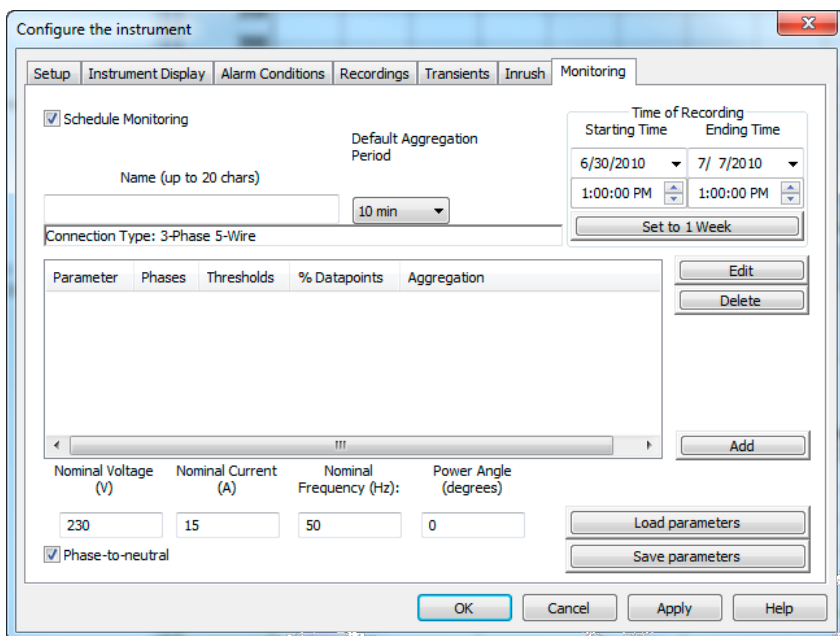 Configure the instrument
Setup Instrument Display Alarm Conditions Recordings Transients Inrush Monitoring
Schedule Monitoring
Default Aggregation
Period
Name (up to 20 chars)
10 min
Connection Type: 3-Phase 5-Wire
Time of Recording
Starting Time Ending Time
6/30/2010 7/ 7/2010
1:00:00 PM 1:00:00 PM
Set to 1 Week
Parameter Phases Thresholds % Datapoints Aggregation
Edit
Delete
Add
Nominal Voltage
(V)
Nominal Current
(A)
Nominal
Frequency (Hz):
Power Angle
(degrees)
230 15 50 0
Phase-to-neutral
Load parameters
Save parameters
OK Cancel Apply Help